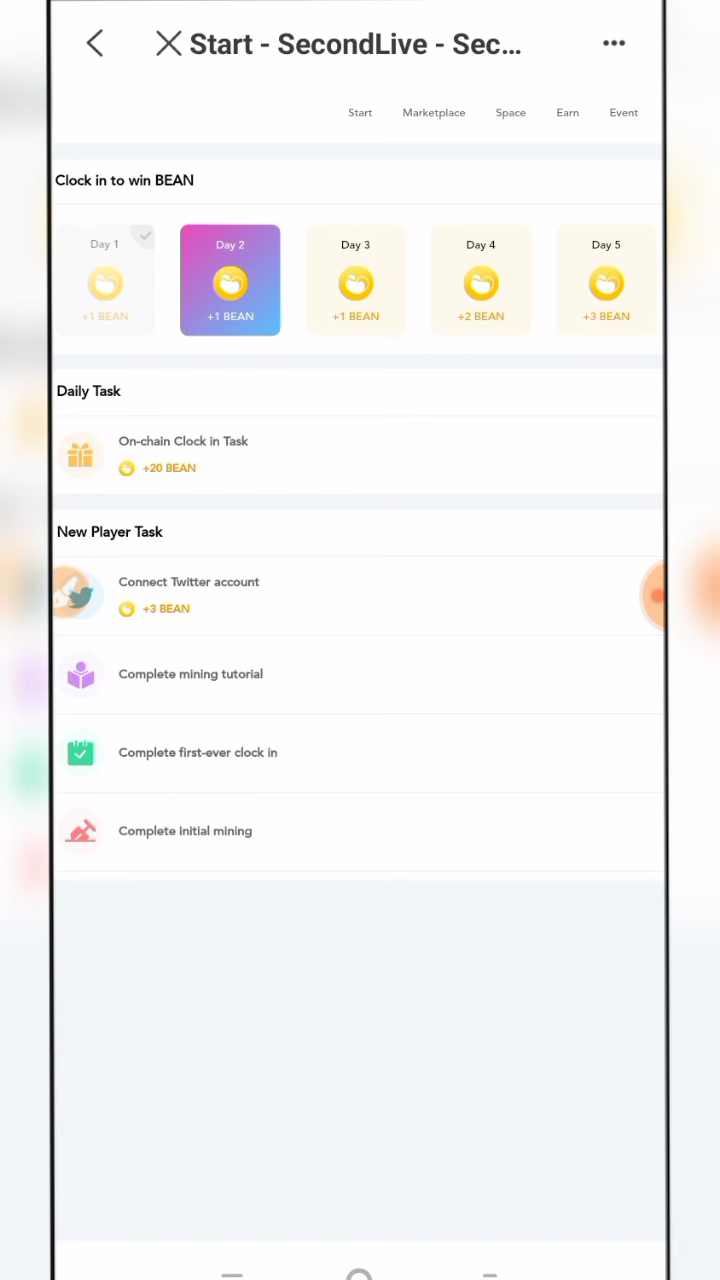 Start - SecondLive - Sec...
Start Marketplace Space Earn Event
Clock in to win BEAN
Day 1 Day 2 Day 3 Day 4 Day 5
+1 BEAN +1 BEAN +1 BEAN +2 BEAN +3 BEAN
Daily Task
On-chain Clock in Task
+20 BEAN
New Player Task
Connect Twitter account
+3 BEAN
Complete mining tutorial
Complete first-ever clock in
Complete initial mining